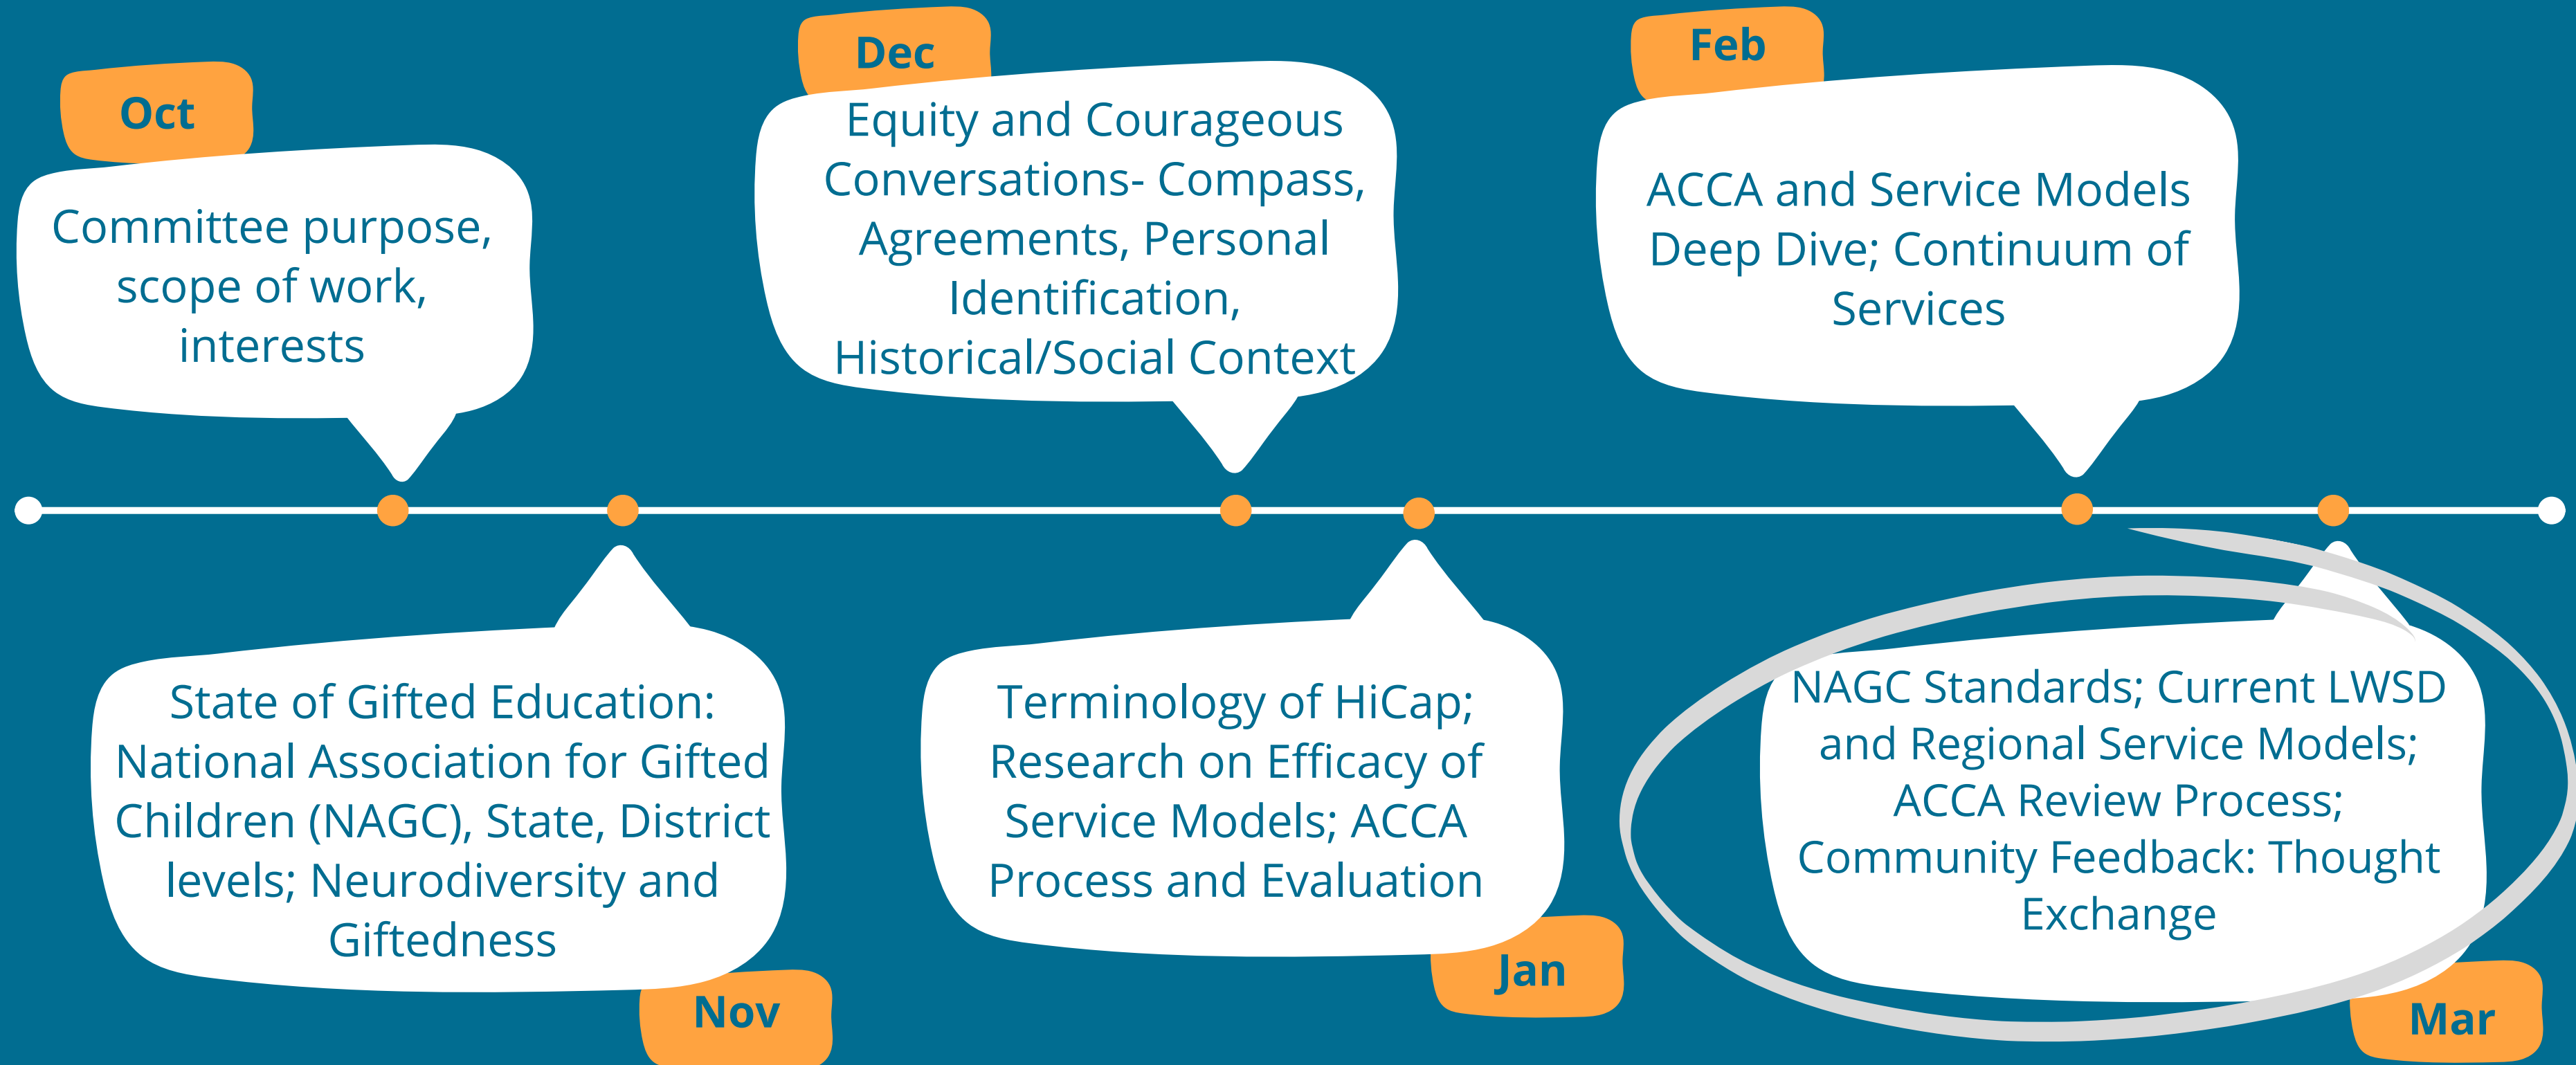 Oct
Committee purpose,
scope of work,
interests
Nov
State of Gifted Education:
National Association for Gifted
Children (NAGC), State, District
levels; Neurodiversity and
Giftedness
Dec
Equity and Courageous
Conversations- Compass,
Agreements, Personal
Identification,
Historical/Social Context
Jan
Terminology of HiCap;
Research on Efficacy of
Service Models; ACCA
Process and Evaluation
Feb
ACCA and Service Models
Deep Dive; Continuum of
Services
Mar
NAGC Standards; Current LWSD
and Regional Service Models;
ACCA Review Process;
Community Feedback: Thought
Exchange